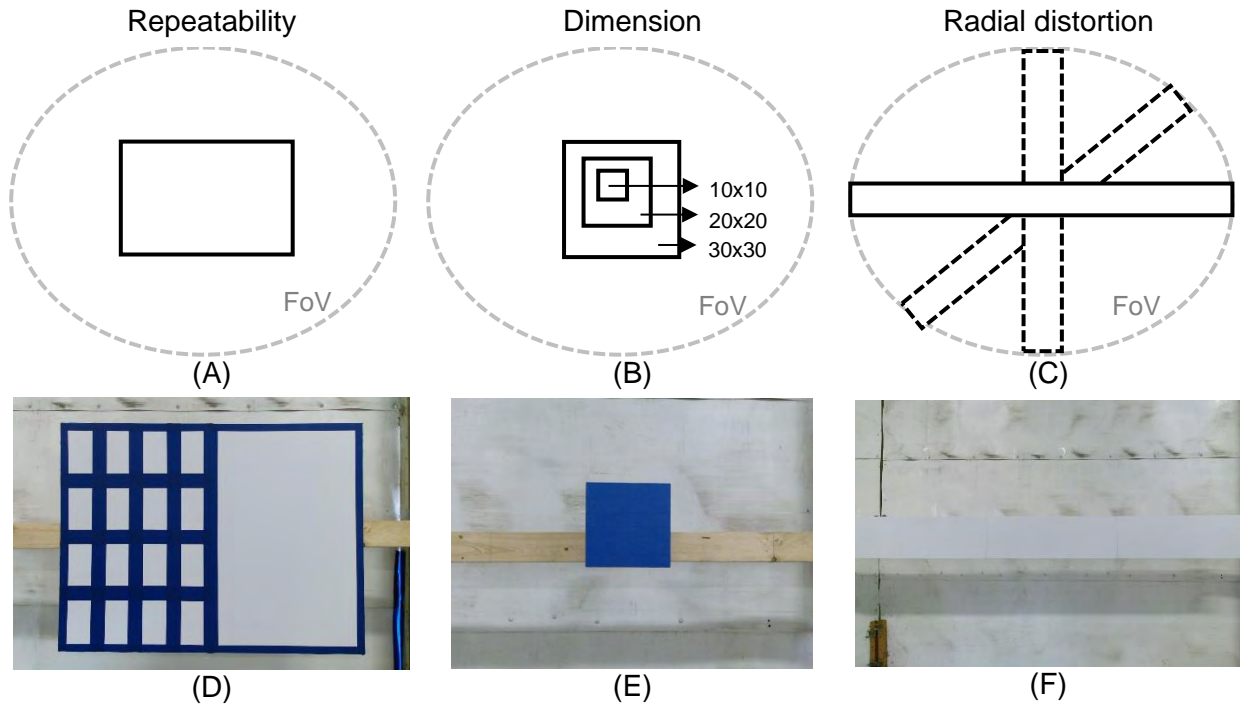 Repeatability
Dimension
Radial distortion
10x10
20x20
30x30
FoV
FoV
FoV
(A)
(B)
(C)
(D)
(E)
(F)